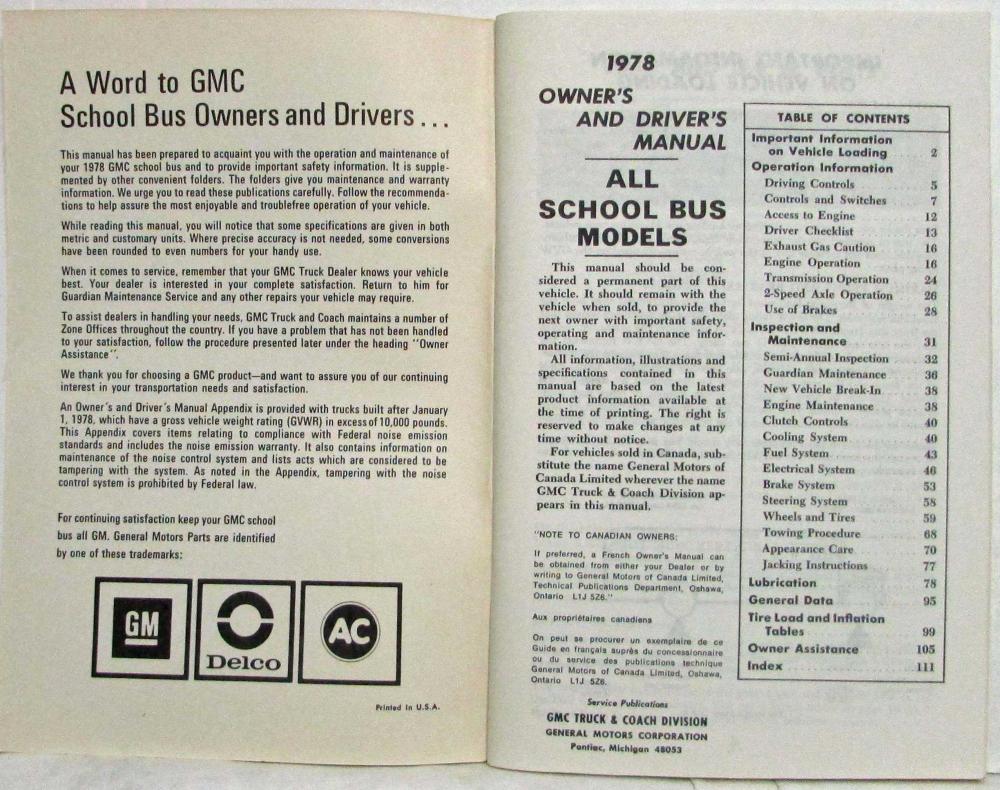 A Word to GMC
School Bus Owners and Drivers...
This manual has been prepared to acquaint you with the operation and maintenance of
your 1978 GMC school bus and to provide important safety information. It is supple-
mented by other convenient folders. The folders give you maintenance and warranty
information. We urge you to read these publications carefully. Follow the recommenda-
tions to help assure the most enjoyable and troublefree operation of your vehicle.
While reading this manual, you will notice that some specifications are given in both
metric and customary units. Where precise accuracy is not needed, some conversions
have been rounded to even numbers for your handy use.
When it comes to service, remember that your GMC Truck Dealer knows your vehicle
best. Your dealer is interested in your complete satisfaction. Return to him for
Guardian Maintenance Service and any other repairs your vehicle may require.
To assist dealers in handling your needs, GMC Truck and Coach maintains a number of
Zone Offices throughout the country. If you have a problem that has not been handled
to your satisfaction, follow the procedure presented later under the heading "Owner
Assistance".
We thank you for choosing a GMC product—and want to assure you of our continuing
interest in your transportation needs and satisfaction.
An Owner's and Driver's Manual Appendix is provided with trucks built after January
1, 1978, which have a gross vehicle weight rating (GVWR) in excess of 10,000 pounds.
This Appendix covers items relating to compliance with Federal noise emission
standards and includes the noise emission warranty. It also contains information on
maintenance of the noise control system and lists acts which are considered to be
tampering with the system. As noted in the Appendix, tampering with the noise
control system is prohibited by Federal law.
For continuing satisfaction keep your GMC school
bus all GM. General Motors Parts are identified
by one of these trademarks:
GM
Delco
AC
Printed in U.S.A.
1978
OWNER'S
AND DRIVER'S
MANUAL
ALL
SCHOOL BUS
MODELS
This manual should be con-
sidered a permanent part of this
vehicle. It should remain with the
vehicle when sold, to provide the
next owner with important safety,
operating and maintenance infor-
mation.
All information, illustrations and
specifications contained in this
manual are based on the latest
product information available at
the time of printing. The right is
reserved to make changes at any
time without notice.
For vehicles sold in Canada, sub-
stitute the name General Motors of
Canada Limited wherever the name
GMC Truck & Coach Division ap-
pears in this manual.
"NOTE TO CANADIAN OWNERS:
If preferred, a French Owner's Manual can
be obtained from either your Dealer or by
writing to General Motors of Canada Limited,
Technical Publications Department, Oshawa,
Ontario L1J 5Z6."
Aux propriétaires canadiens
On peut se procurer un exemplaire de ce
Guide en français auprès du concessionnaire
ou du service des publications technique
General Motors of Canada Limited, Oshawa,
Ontario L1J 5Z6.
Service Publications
GMC TRUCK & COACH DIVISION
GENERAL MOTORS CORPORATION
Pontiac, Michigan 48053
TABLE OF CONTENTS
Important Information
on Vehicle Loading 2
Operation Information
Driving Controls 5
Controls and Switches 7
Access to Engine 12
Driver Checklist 13
Exhaust Gas Caution 16
Engine Operation 16
Transmission Operation 24
2-Speed Axle Operation 26
Use of Brakes 28
Inspection and
Maintenance 31
Semi-Annual Inspection 32
Guardian Maintenance 36
New Vehicle Break-In 38
Engine Maintenance 38
Clutch Controls 40
Cooling System 40
Fuel System 43
Electrical System 46
Brake System 53
Steering System 58
Wheels and Tires 59
Towing Procedure 68
Appearance Care 70
Jacking Instructions 77
Lubrication 78
General Data 95
Tire Load and Inflation
Tables 99
Owner Assistance 105
Index 111